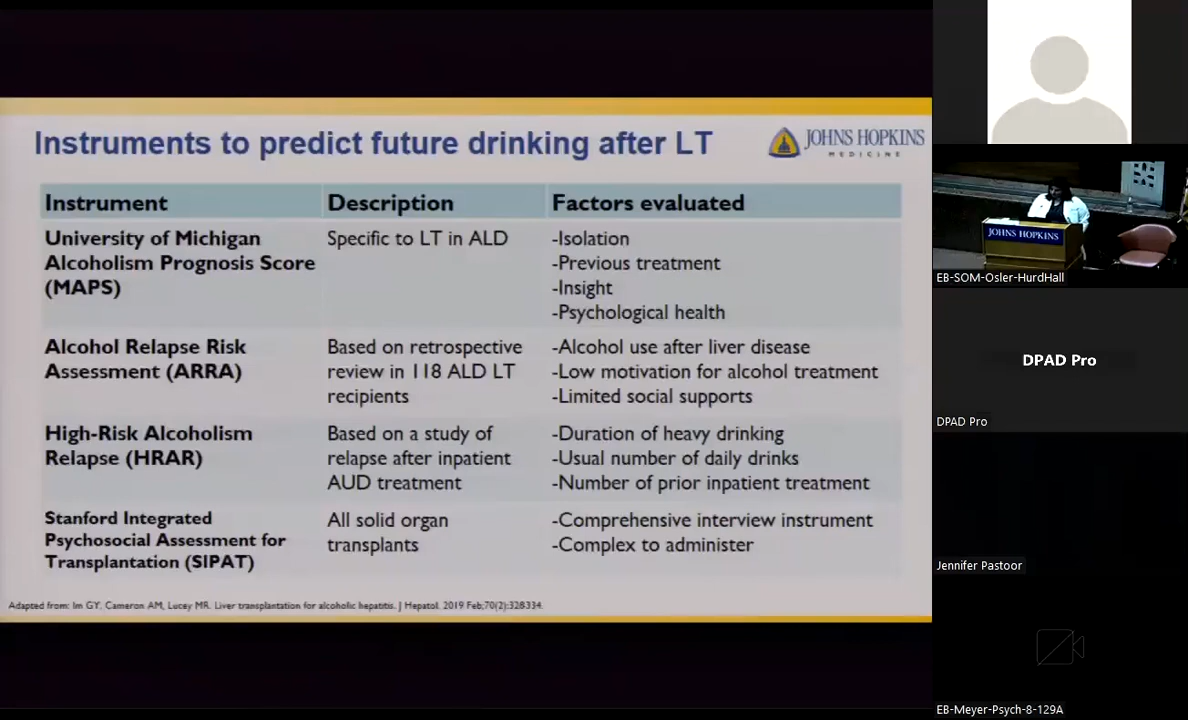 Instruments to predict future drinking after LT
JOHNS HOPKINS
MEDICINE
Instrument Description Factors evaluated
University of Michigan
Alcoholism Prognosis Score
(MAPS)
Specific to LT in ALD
-Isolation
-Previous treatment
-Insight
-Psychological health
Alcohol Relapse Risk
Assessment (ARRA)
Based on retrospective
review in 118 ALD LT
recipients
-Alcohol use after liver disease
-Low motivation for alcohol treatment
-Limited social supports
High-Risk Alcoholism
Relapse (HRAR)
Based on a study of
relapse after inpatient
AUD treatment
-Duration of heavy drinking
-Usual number of daily drinks
-Number of prior inpatient treatment
Stanford Integrated
Psychosocial Assessment for
Transplantation (SIPAT)
All solid organ
transplants
-Comprehensive interview instrument
-Complex to administer
Adapted from: Im GY, Cameron AM, Lucey MR. Liver transplantation for alcoholic hepatitis. J Hepatol. 2019 Feb;70(2):328-334.
JOHNS HOPKINS
EB-SOM-Osler-HurdHall
DPAD Pro
DPAD Pro
Jennifer Pastoor
EB-Meyer-Psych-8-129A